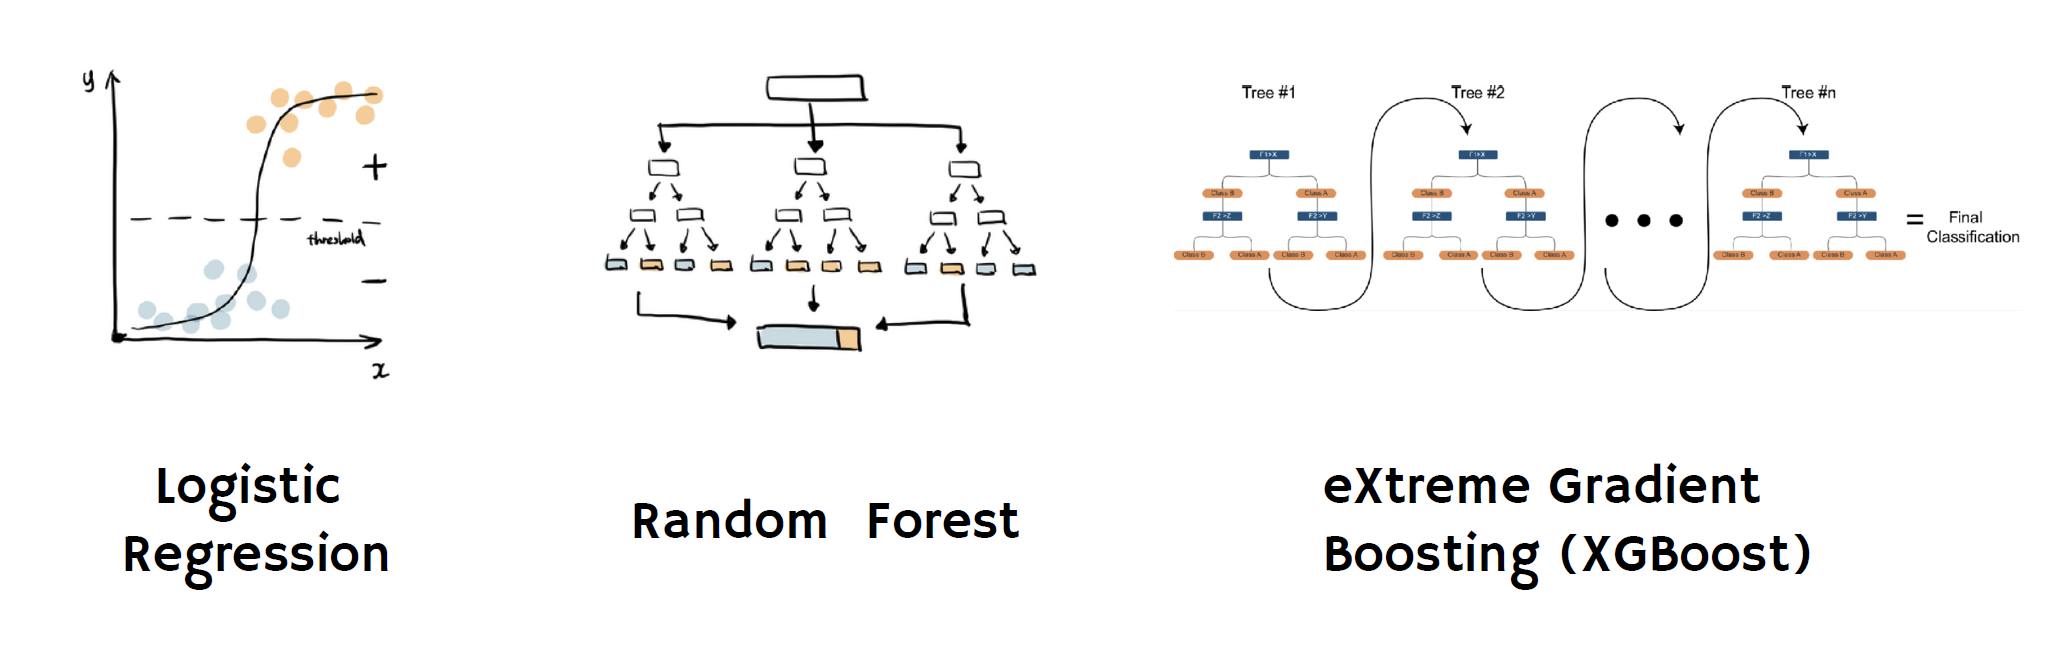 y
+
threshold
−
x
Logistic
Regression
Random Forest
Tree #1
F1>X
Class B
Class A
F2 >Z
F2 >Y
Class B
Class A
Class B
Class A
Tree #2
F1>X
Class B
Class A
F2 >Z
F2 >Y
Class B
Class A
Class B
Class A
Tree #n
F1>X
Class B
Class A
F2 >Z
F2 >Y
Class B
Class A
Class B
Class A
=
Final
Classification
eXtreme Gradient
Boosting (XGBoost)